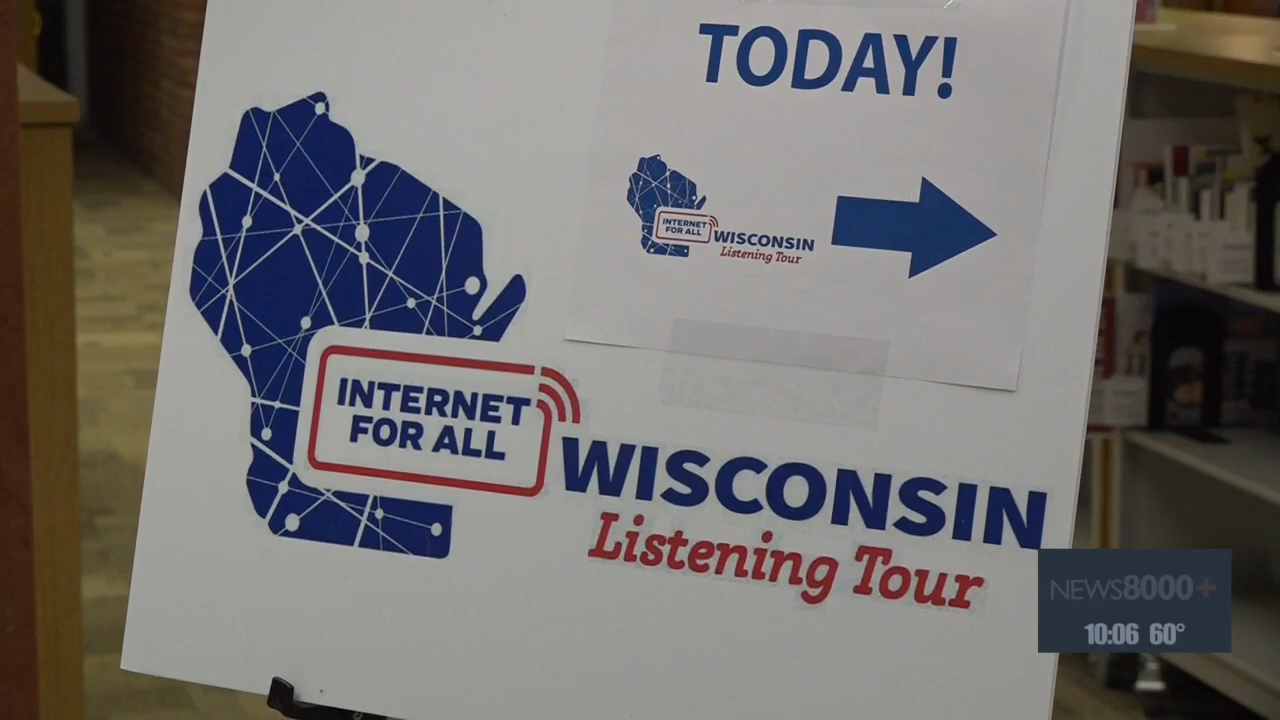 TODAY!
INTERNET
FOR ALL
WISCONSIN
Listening Tour
INTERNET
FOR ALL
WISCONSIN
Listening Tour
NEWS8000+
10:06 60°